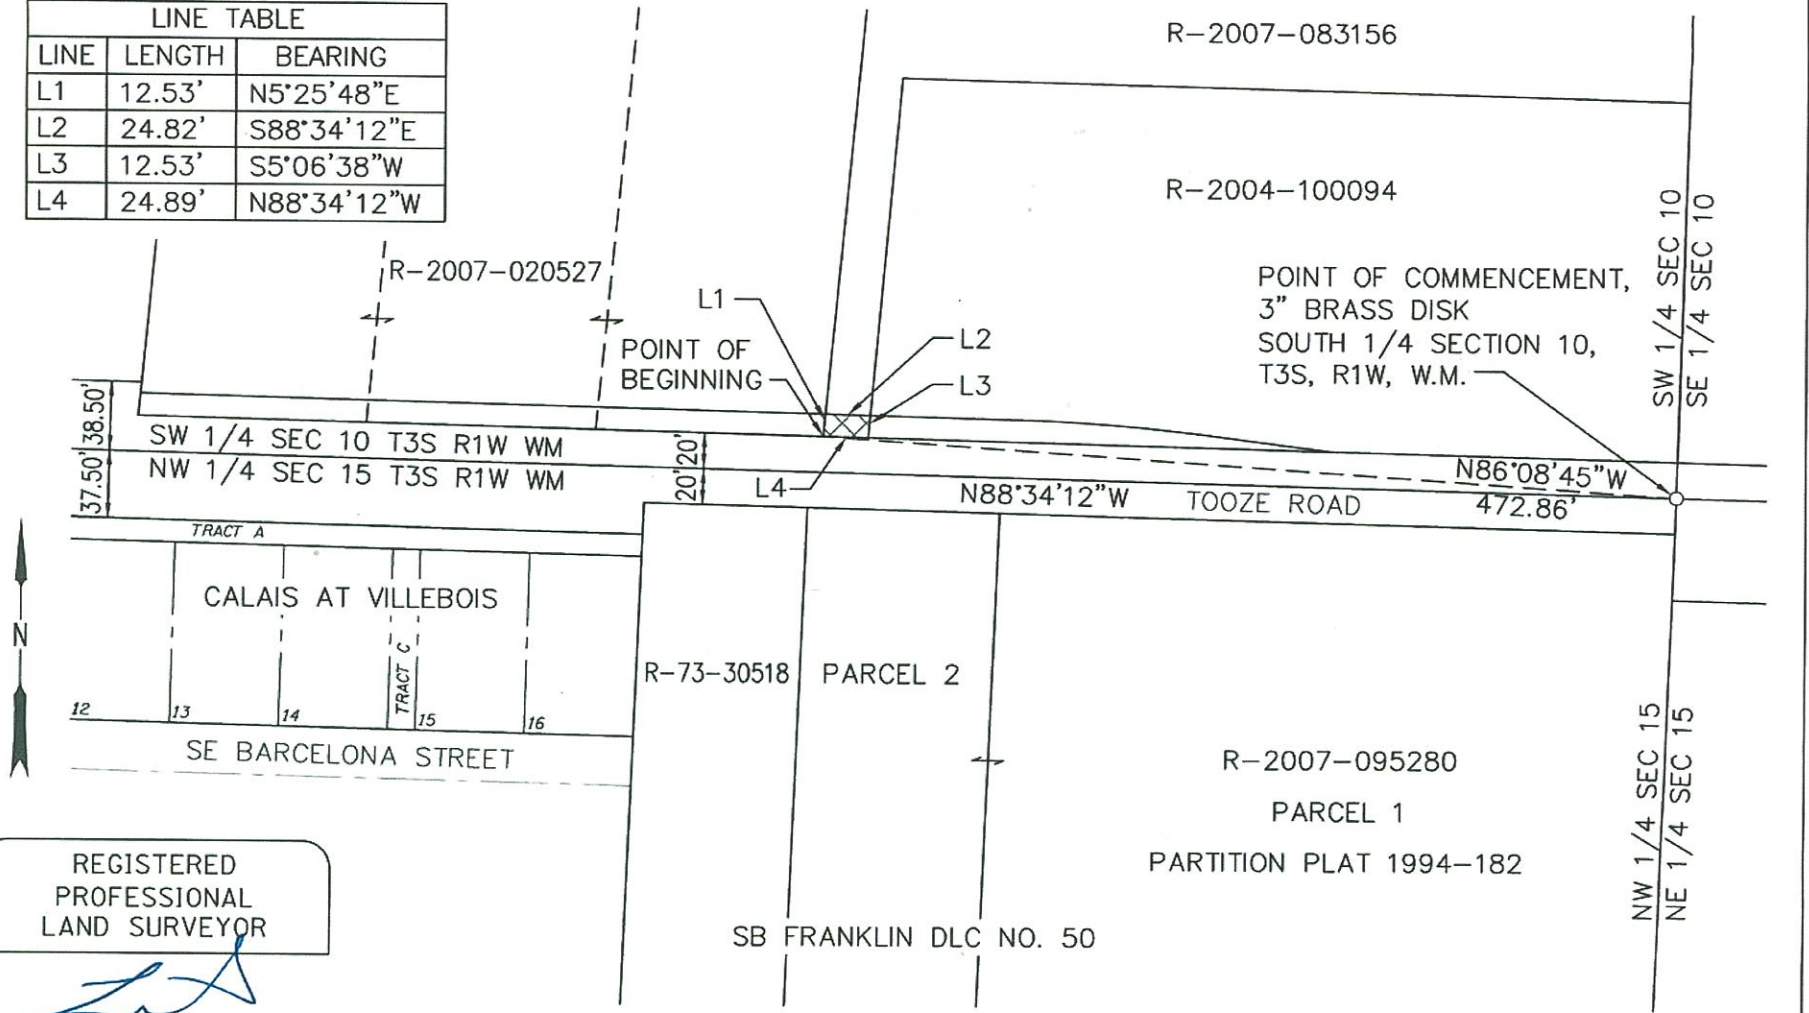 LINE TABLE
LINE LENGTH BEARING
L1 12.53' N5°25'48"E
L2 24.82' S88°34'12"E
L3 12.53' S5°06'38"W
L4 24.89' N88°34'12"W
R-2007-083156
R-2004-100094
SW 1/4 SEC 10
SE 1/4 SEC 10
R-2007-020527
POINT OF COMMENCEMENT,
3" BRASS DISK
SOUTH 1/4 SECTION 10,
T3S, R1W, W.M.
L1
L2
L3
POINT OF
BEGINNING
38.50'
37.50'
SW 1/4 SEC 10 T3S R1W WM
NW 1/4 SEC 15 T3S R1W WM
20'
20'
L4
N88°34'12"W
TOOZE ROAD
N86°08'45"W
472.86'
TRACT A
CALAIS AT VILLEBOIS
N
TRACT C
12
13
14
15
16
SE BARCELONA STREET
R-73-30518
PARCEL 2
R-2007-095280
PARCEL 1
PARTITION PLAT 1994-182
NW 1/4 SEC 15
NE 1/4 SEC 15
SB FRANKLIN DLC NO. 50
REGISTERED
PROFESSIONAL
LAND SURVEYOR